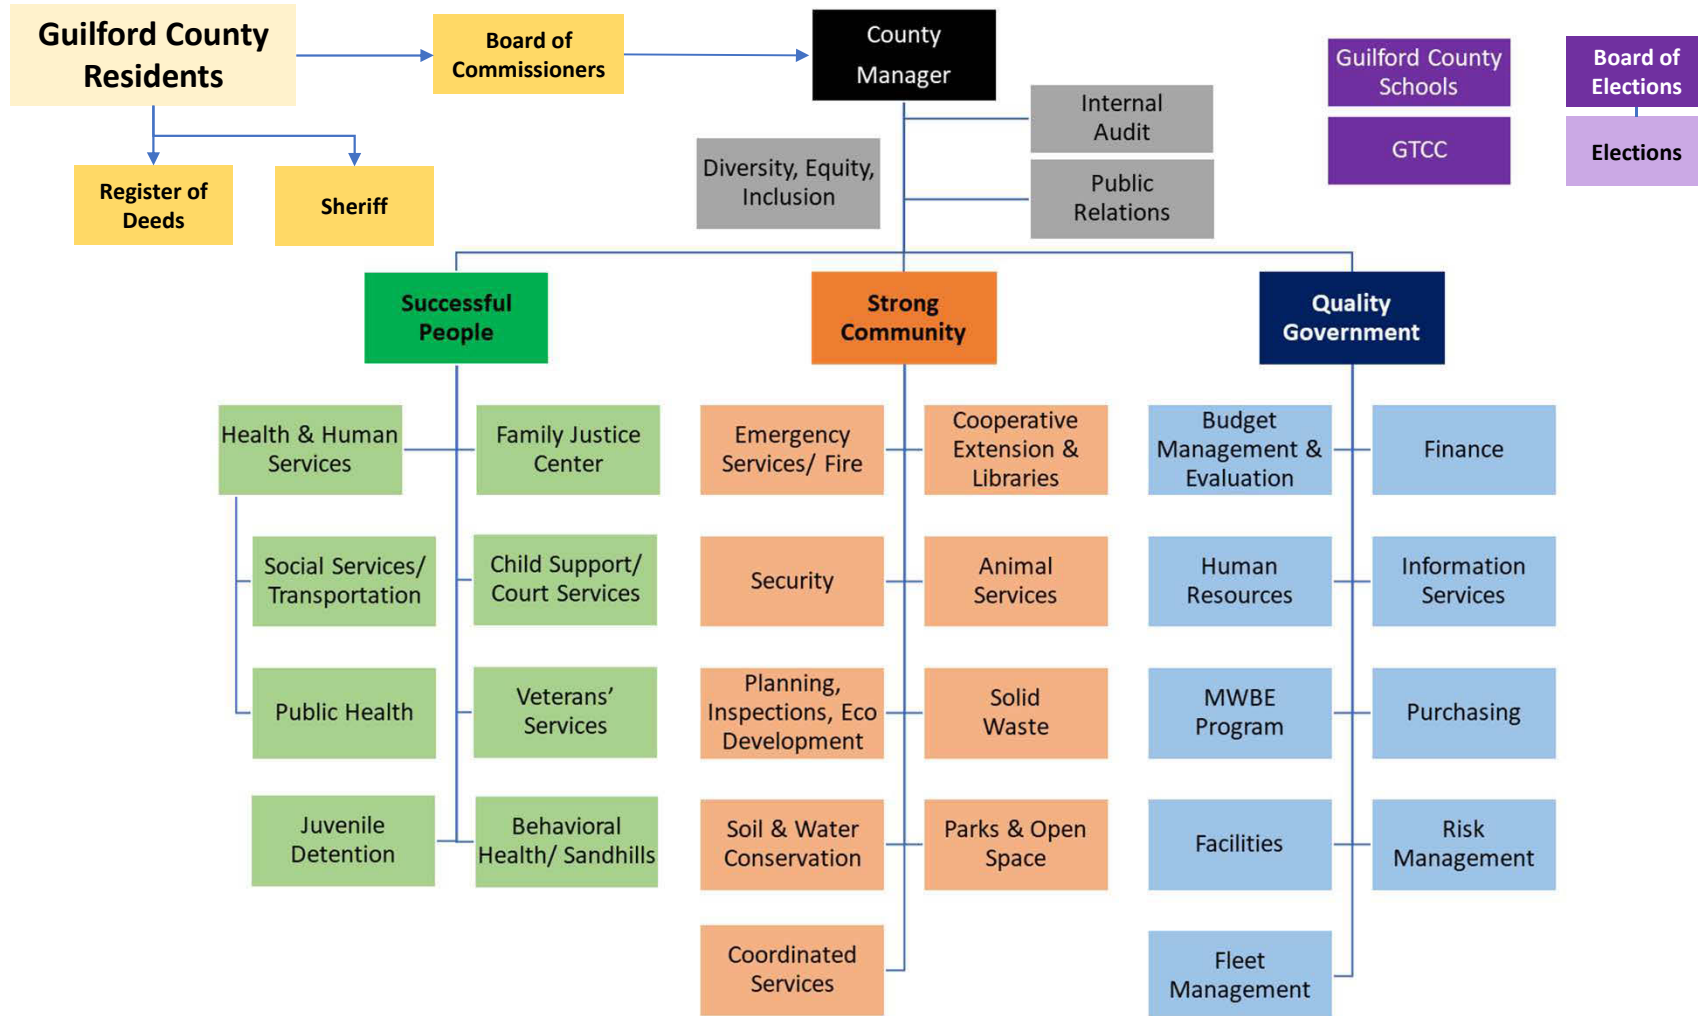 Guilford County
Residents
Board of
Commissioners
County
Manager
Guilford County
Schools
Board of
Elections
Internal
Audit
GTCC
Elections
Diversity, Equity,
Inclusion
Public
Relations
Register of
Deeds
Sheriff
Successful
People
Strong
Community
Quality
Government
Health & Human
Services
Family Justice
Center
Emergency
Services/ Fire
Cooperative
Extension &
Libraries
Budget
Management &
Evaluation
Finance
Social Services/
Transportation
Child Support/
Court Services
Security
Animal
Services
Human
Resources
Information
Services
Public Health
Veterans’
Services
Planning,
Inspections, Eco
Development
Solid
Waste
MWBE
Program
Purchasing
Juvenile
Detention
Behavioral
Health/ Sandhills
Soil & Water
Conservation
Parks & Open
Space
Facilities
Risk
Management
Coordinated
Services
Fleet
Management